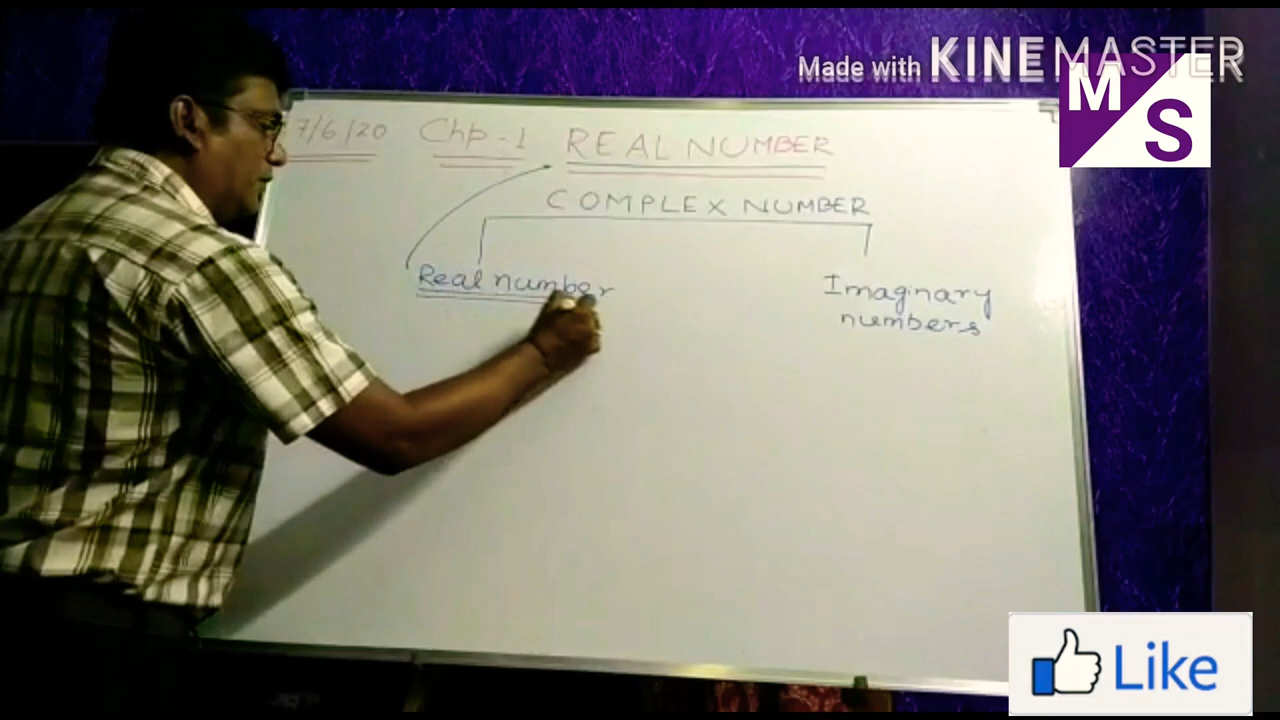 Made with KINEMASTER
M
S
7/6/20 Chp-1 REAL NUMBER
COMPLEX NUMBER
Real number
Imaginary
numbers
Like